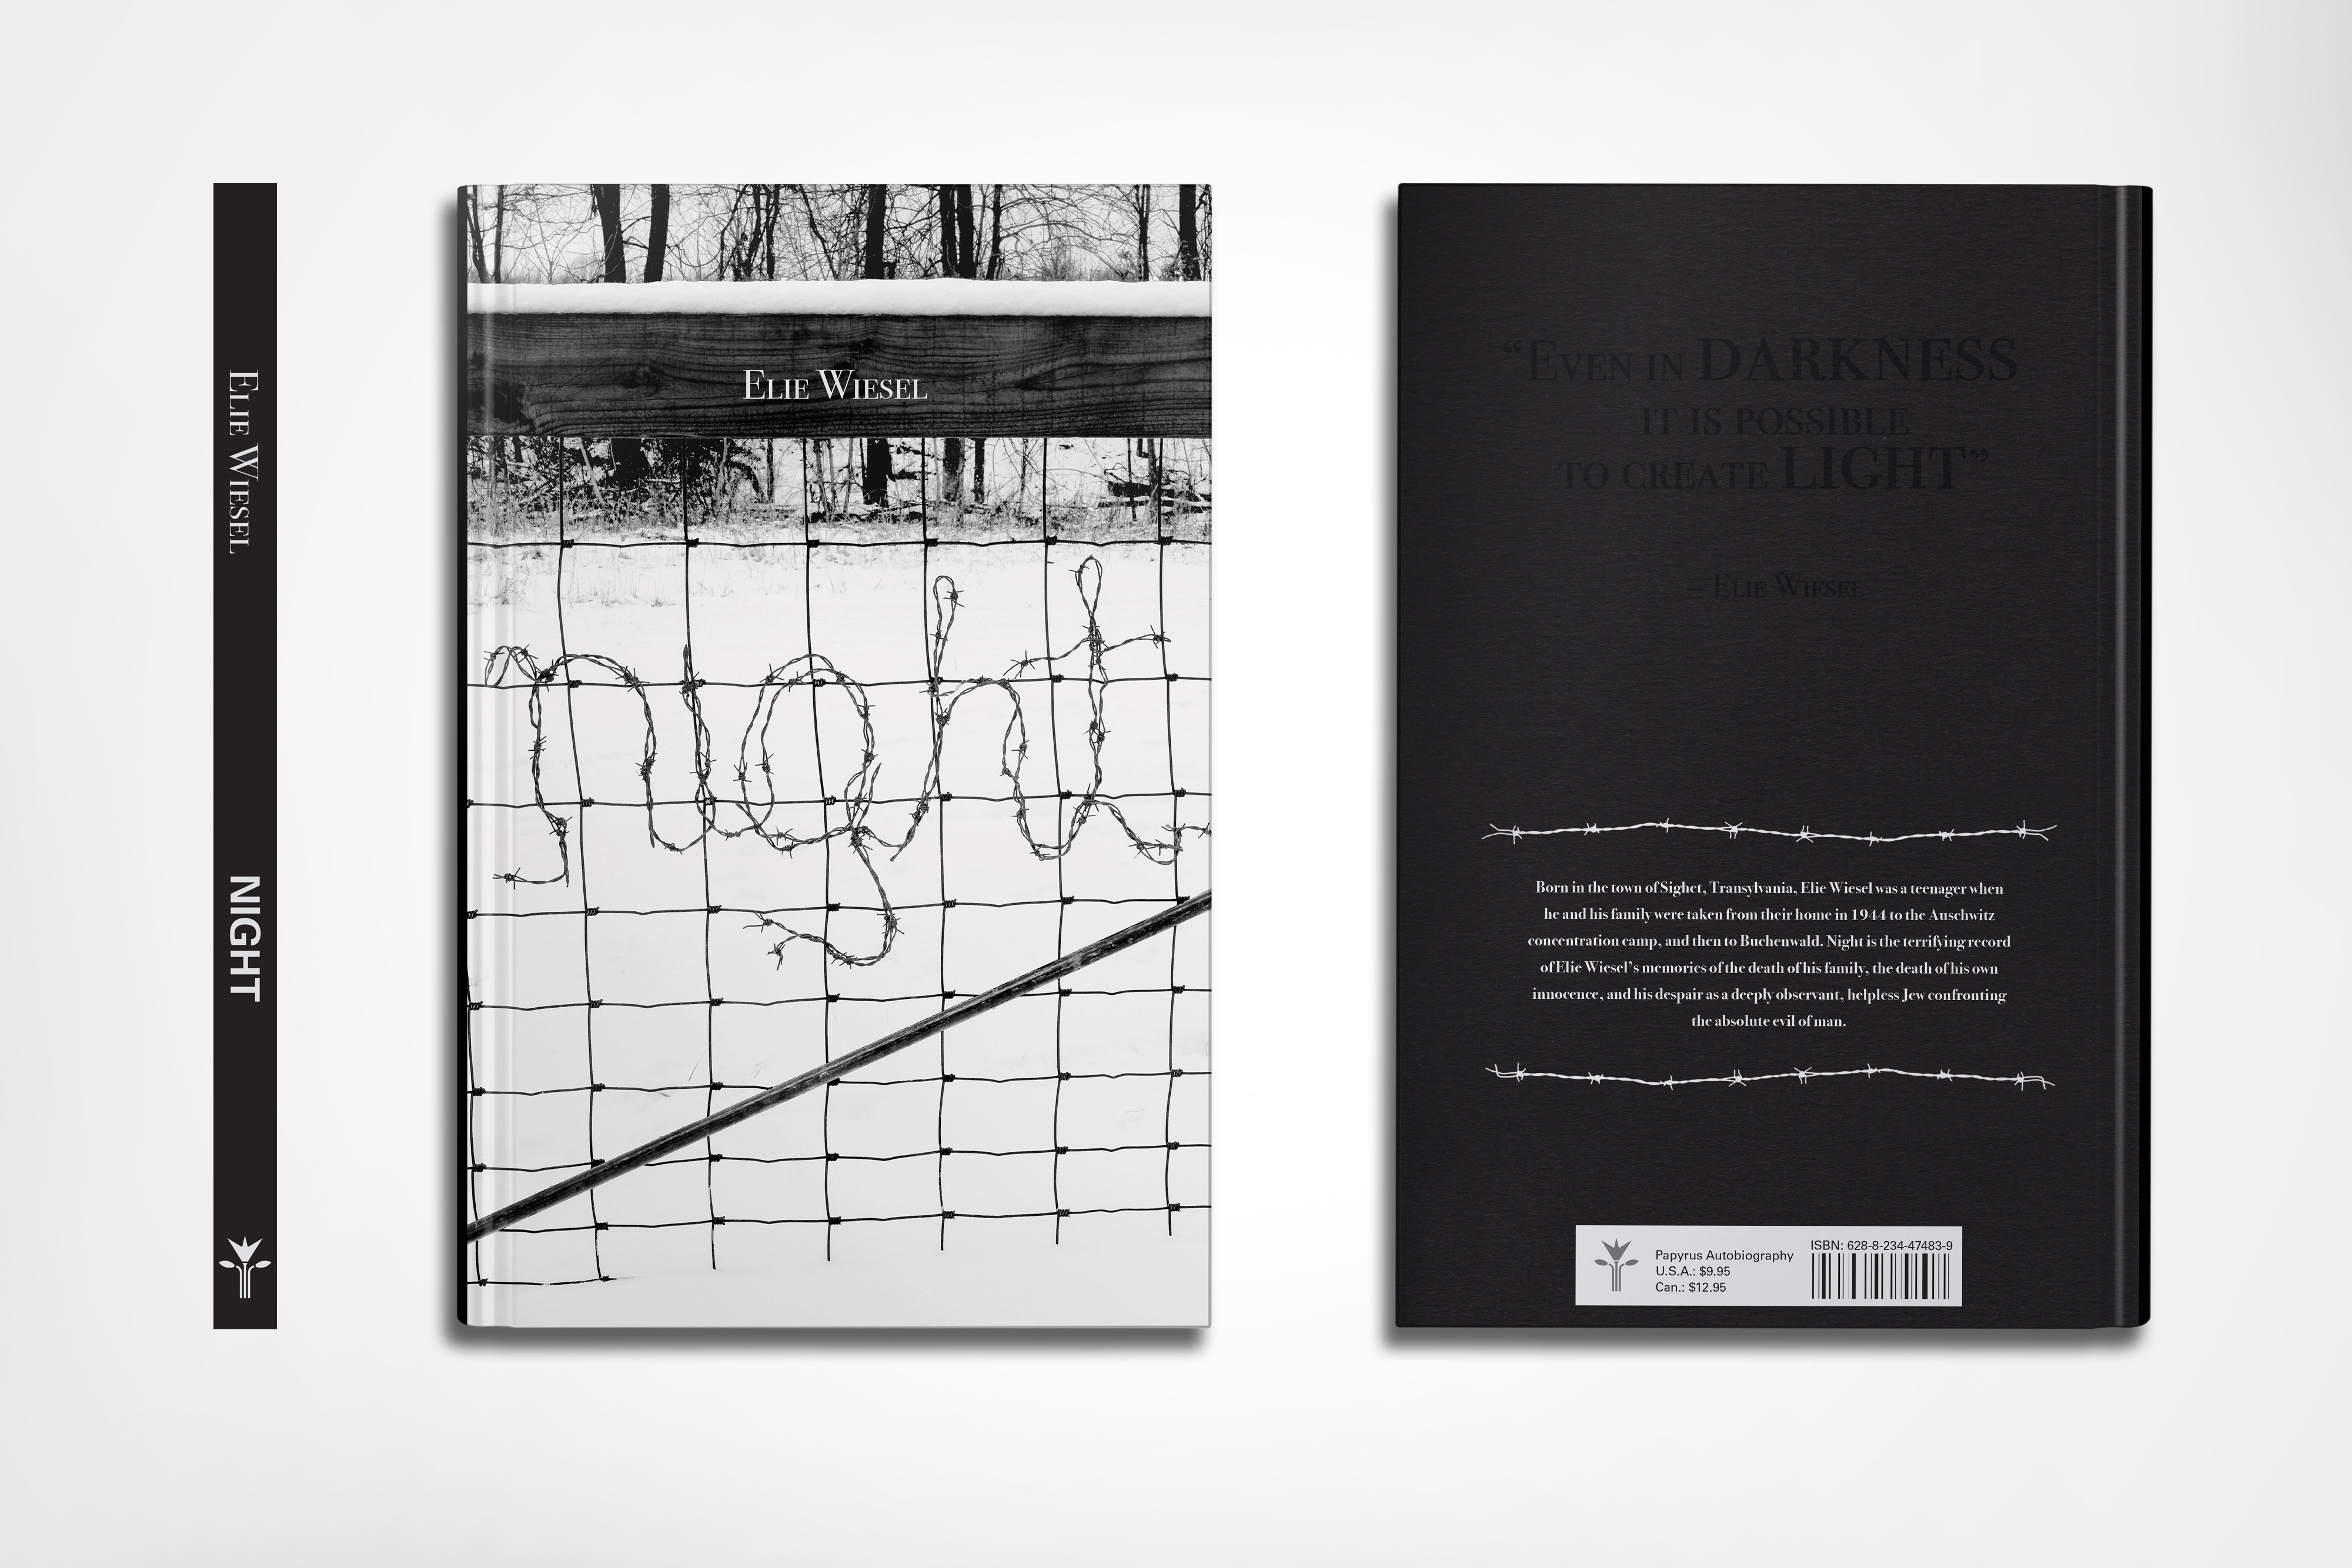 ELIE WIESEL
NIGHT
ELIE WIESEL
night
“EVEN IN DARKNESS
IT IS POSSIBLE
TO CREATE LIGHT”
– ELIE WIESEL
Born in the town of Sighet, Transylvania, Elie Wiesel was a teenager when
he and his family were taken from their home in 1944 to the Auschwitz
concentration camp, and then to Buchenwald. Night is the terrifying record
of Elie Wiesel’s memories of the death of his family, the death of his own
innocence, and his despair as a deeply observant, helpless Jew confronting
the absolute evil of man.
Papyrus Autobiography
U.S.A.: $9.95
Can.: $12.95
ISBN: 628-8-234-47483-9